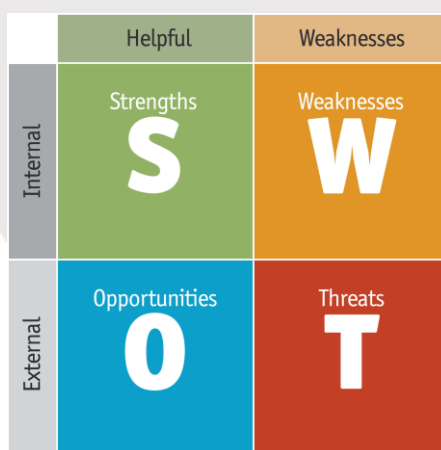 Helpful
Weaknesses
Internal
Strengths
S
Weaknesses
W
External
Opportunities
O
Threats
T